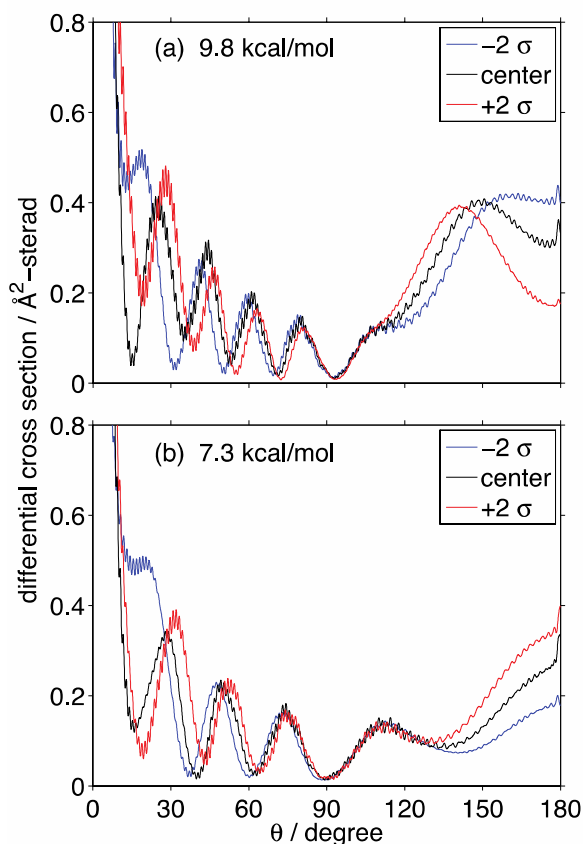 0.8
(a) 9.8 kcal/mol
−2 σ
center
+2 σ
0.6
0.4
0.2
0
differential cross section / Å²−sterad
0.8
(b) 7.3 kcal/mol
−2 σ
center
+2 σ
0.6
0.4
0.2
0
0 30 60 90 120 150 180
θ / degree